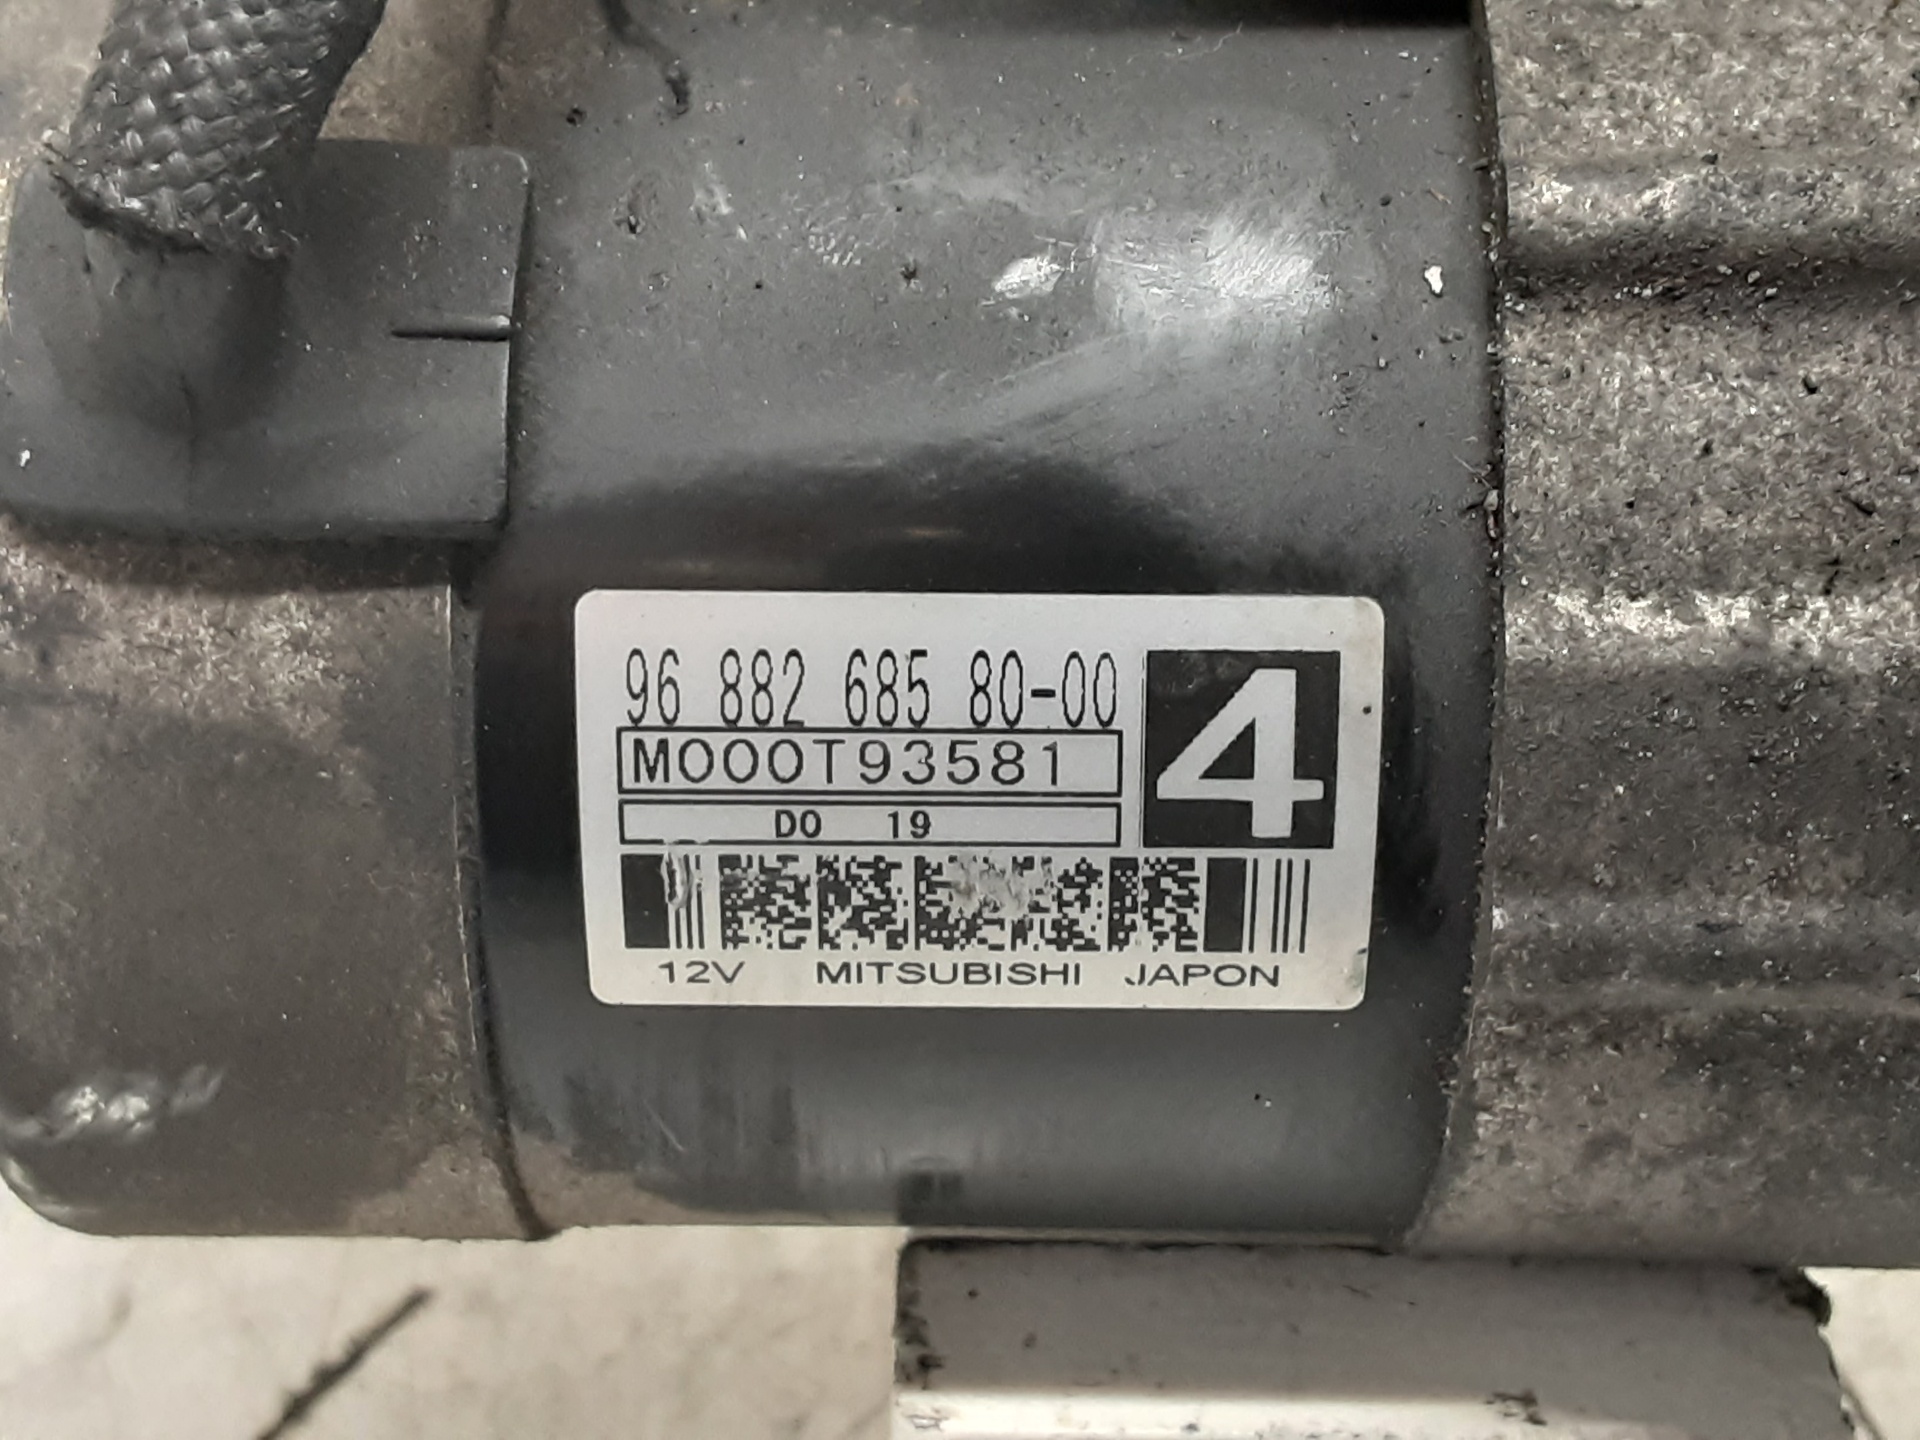 96 882 685 80-00
4
M000T93581
D0 19
12V MITSUBISHI JAPON